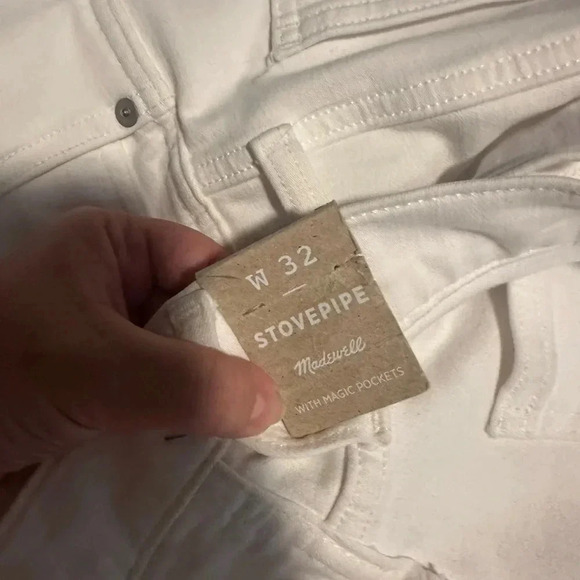 W 32
—
STOVEPIPE
Madewell
WITH MAGIC POCKETS